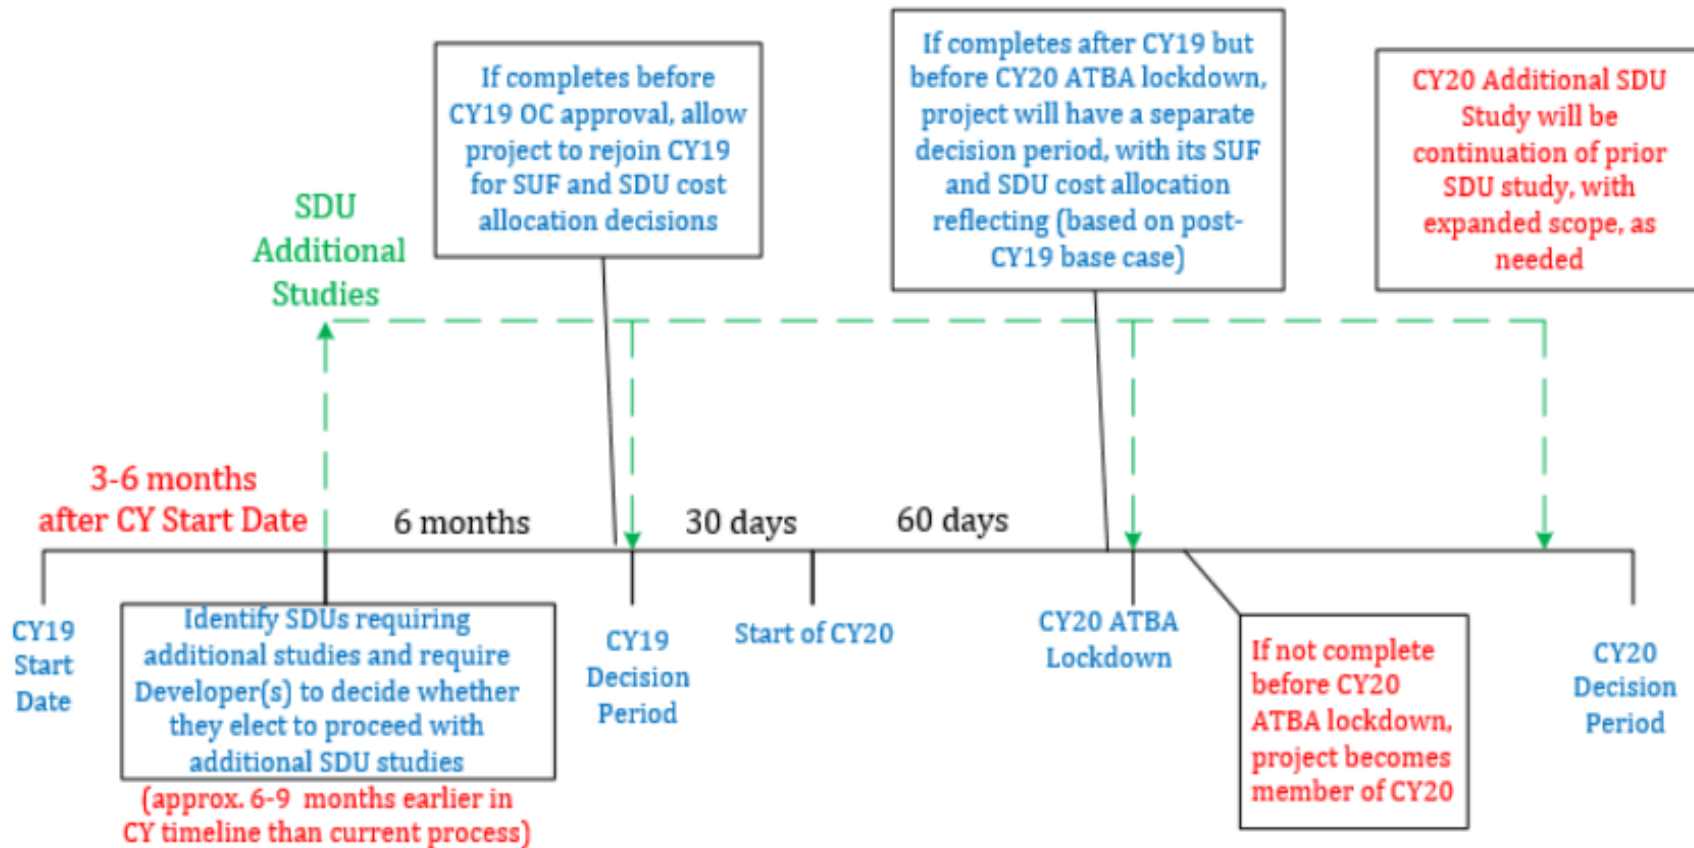 If completes before
CY19 OC approval, allow
project to rejoin CY19
for SUF and SDU cost
allocation decisions
If completes after CY19 but
before CY20 ATBA lockdown,
project will have a separate
decision period, with its SUF
and SDU cost allocation
reflecting (based on post-
CY19 base case)
CY20 Additional SDU
Study will be
continuation of prior
SDU study, with
expanded scope, as
needed
SDU
Additional
Studies
3-6 months
after CY Start Date
6 months
30 days
60 days
CY19
Start
Date
Identify SDUs requiring
additional studies and require
Developer(s) to decide whether
they elect to proceed with
additional SDU studies
(approx. 6-9 months earlier in
CY timeline than current process)
CY19
Decision
Period
Start of CY20
CY20 ATBA
Lockdown
If not complete
before CY20
ATBA lockdown,
project becomes
member of CY20
CY20
Decision
Period